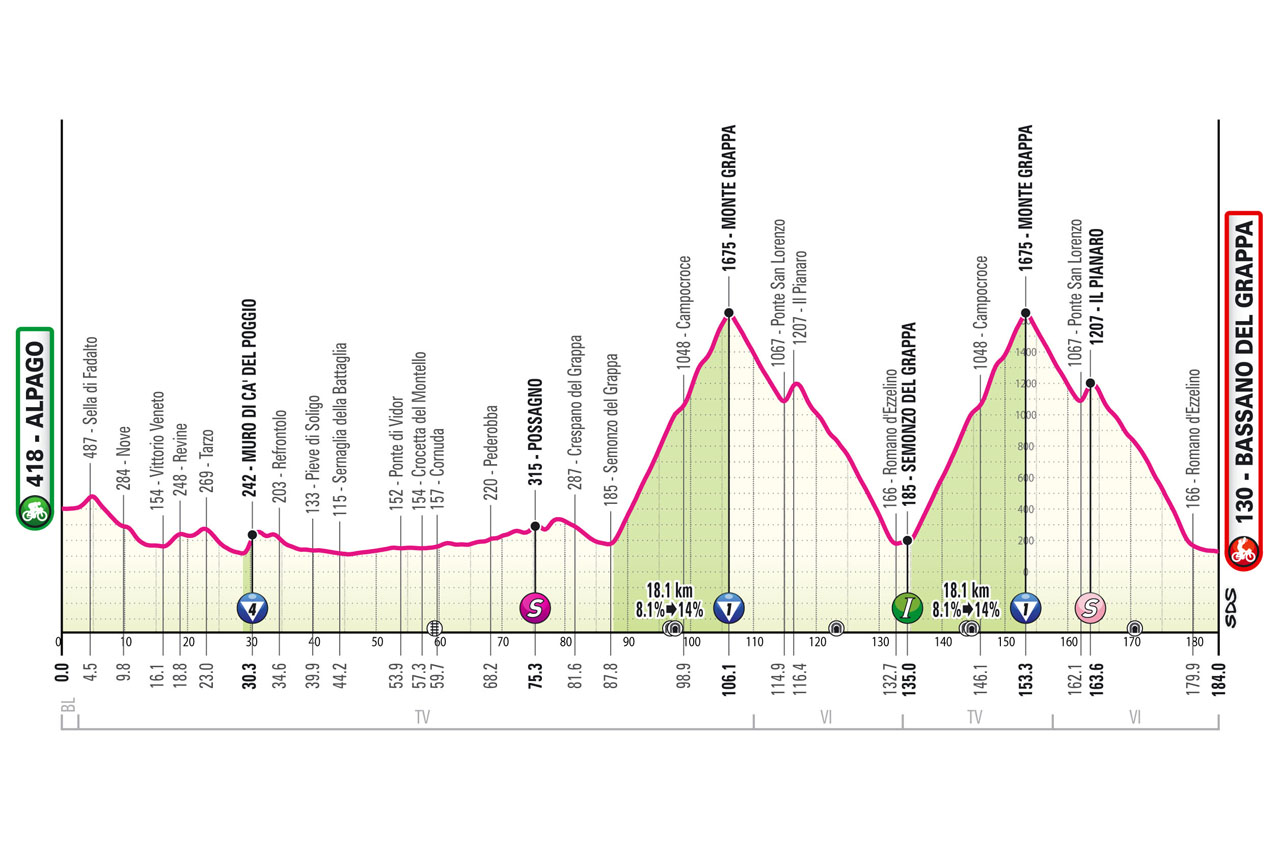 418 - ALPAGO
487 - Sella di Fadalto
284 - Nove
154 - Vittorio Veneto
248 - Revine
269 - Tarzo
242 - MURO DI CA' DEL POGGIO
203 - Refrontolo
133 - Pieve di Soligo
115 - Sernaglia della Battaglia
152 - Ponte di Vidor
154 - Crocetta del Montello
157 - Cornuda
220 - Pederobba
315 - POSSAGNO
287 - Crespano del Grappa
185 - Semonzo del Grappa
1048 - Campocroce
1675 - MONTE GRAPPA
1067 - Ponte San Lorenzo
1207 - Il Pianaro
166 - Romano d'Ezzelino
185 - SEMONZO DEL GRAPPA
1048 - Campocroce
1675 - MONTE GRAPPA
1067 - Ponte San Lorenzo
1207 - IL PIANARO
166 - Romano d'Ezzelino
130 - BASSANO DEL GRAPPA
1400
1200
1000
800
600
400
200
0
18.1 km
8.1% 14%
18.1 km
8.1% 14%
4
S
1
I
1
S
SDS
0 10 20 30 40 50 60 70 80 90 100 110 120 130 140 150 160 170 180
0.0 4.5 9.8 16.1 18.8 23.0 30.3 34.6 39.9 44.2 53.9 57.3 59.7 68.2 75.3 81.6 87.8 98.9 106.1 114.9 116.4 132.7 135.0 146.1 153.3 162.1 163.6 179.9 184.0
BL TV VI TV VI